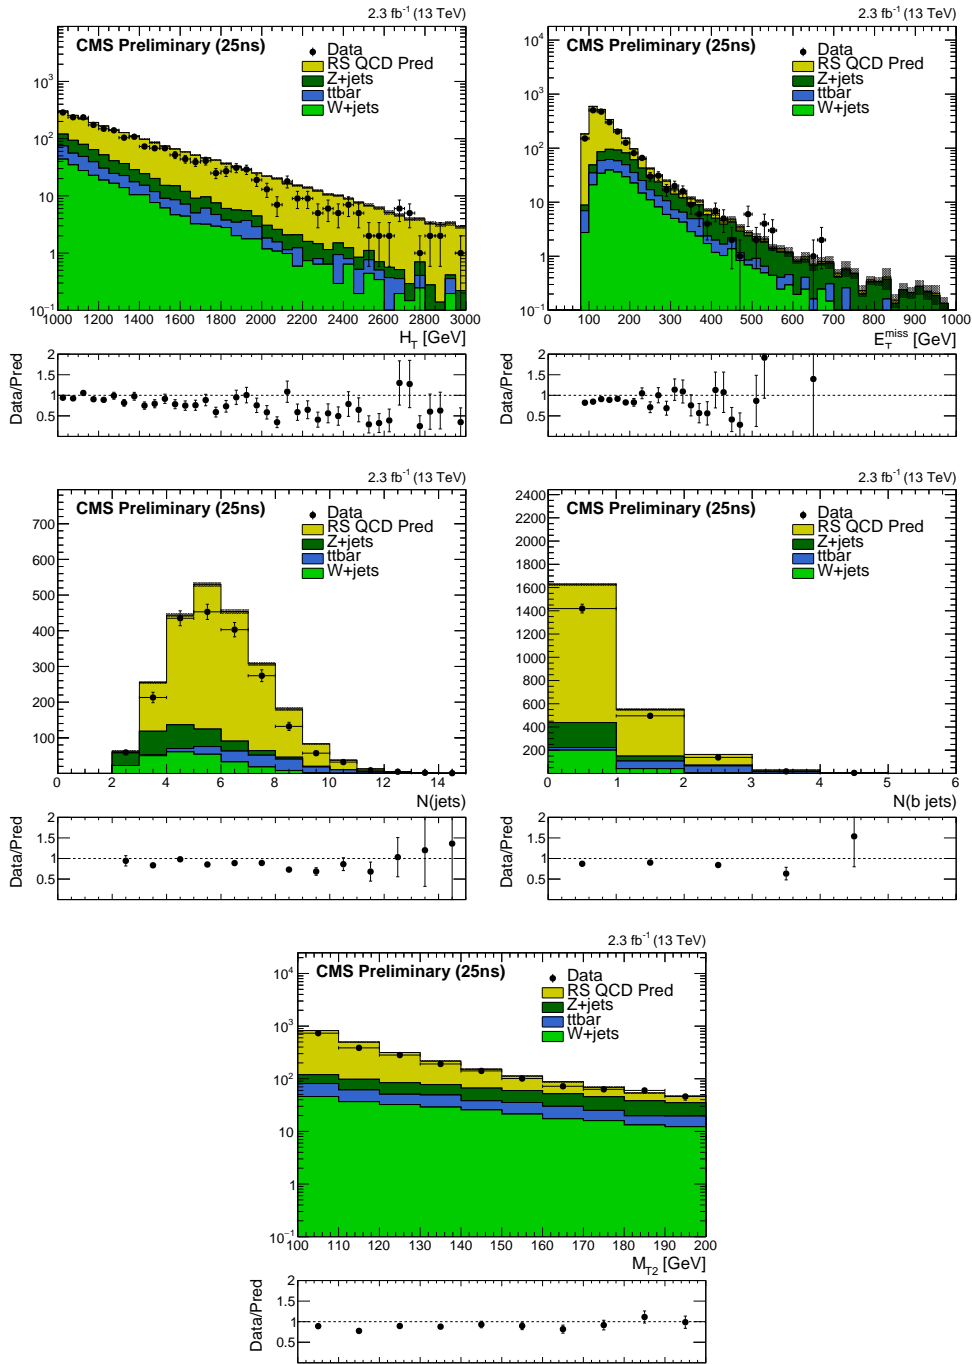 2.3 fb⁻¹ (13 TeV)
CMS Preliminary (25ns)
Data
RS QCD Pred
Z+jets
ttbar
W+jets
10³
10²
10
1
10⁻¹
1000 1200 1400 1600 1800 2000 2200 2400 2600 2800 3000
H_T [GeV]
Data/Pred
2
1.5
1
0.5
2.3 fb⁻¹ (13 TeV)
CMS Preliminary (25ns)
Data
RS QCD Pred
Z+jets
ttbar
W+jets
10⁴
10³
10²
10
1
10⁻¹
0 100 200 300 400 500 600 700 800 900 1000
E_T^miss [GeV]
Data/Pred
2
1.5
1
0.5
2.3 fb⁻¹ (13 TeV)
CMS Preliminary (25ns)
Data
RS QCD Pred
Z+jets
ttbar
W+jets
700
600
500
400
300
200
100
0 2 4 6 8 10 12 14
N(jets)
Data/Pred
2
1.5
1
0.5
2.3 fb⁻¹ (13 TeV)
CMS Preliminary (25ns)
Data
RS QCD Pred
Z+jets
ttbar
W+jets
2400
2200
2000
1800
1600
1400
1200
1000
800
600
400
200
0 1 2 3 4 5 6
N(b jets)
Data/Pred
2
1.5
1
0.5
2.3 fb⁻¹ (13 TeV)
CMS Preliminary (25ns)
Data
RS QCD Pred
Z+jets
ttbar
W+jets
10⁴
10³
10²
10
1
10⁻¹
100 110 120 130 140 150 160 170 180 190 200
M_T2 [GeV]
Data/Pred
2
1.5
1
0.5